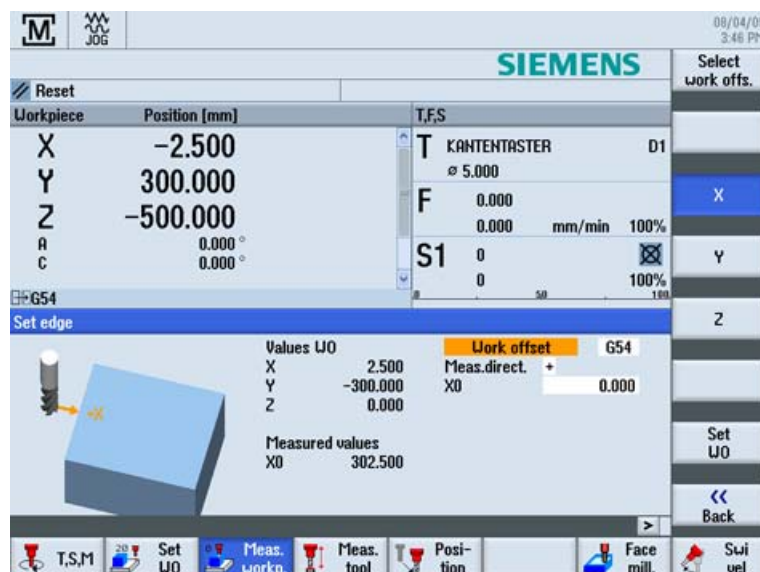 M
JOG
08/04/0
3:46 PM
SIEMENS
Select
work offs.
Reset
Workpiece Position [mm] T,F,S
X -2.500 T KANTENTASTER D1
Y 300.000 ø 5.000
Z -500.000 F 0.000
0.000 mm/min 100%
A 0.000 °
C 0.000 °
S1 0
0 100%
G54
0 50 100
X
Y
Z
Set edge
Values WO Work offset G54
X 2.500 Meas.direct. +
Y -300.000 X0 0.000
Z 0.000
+X
Measured values
X0 302.500
Set
WO
<<
Back
>
T,S,M
Set
WO
Meas.
workp.
Meas.
tool
Posi-
tion
Face
mill.
Swi
vel